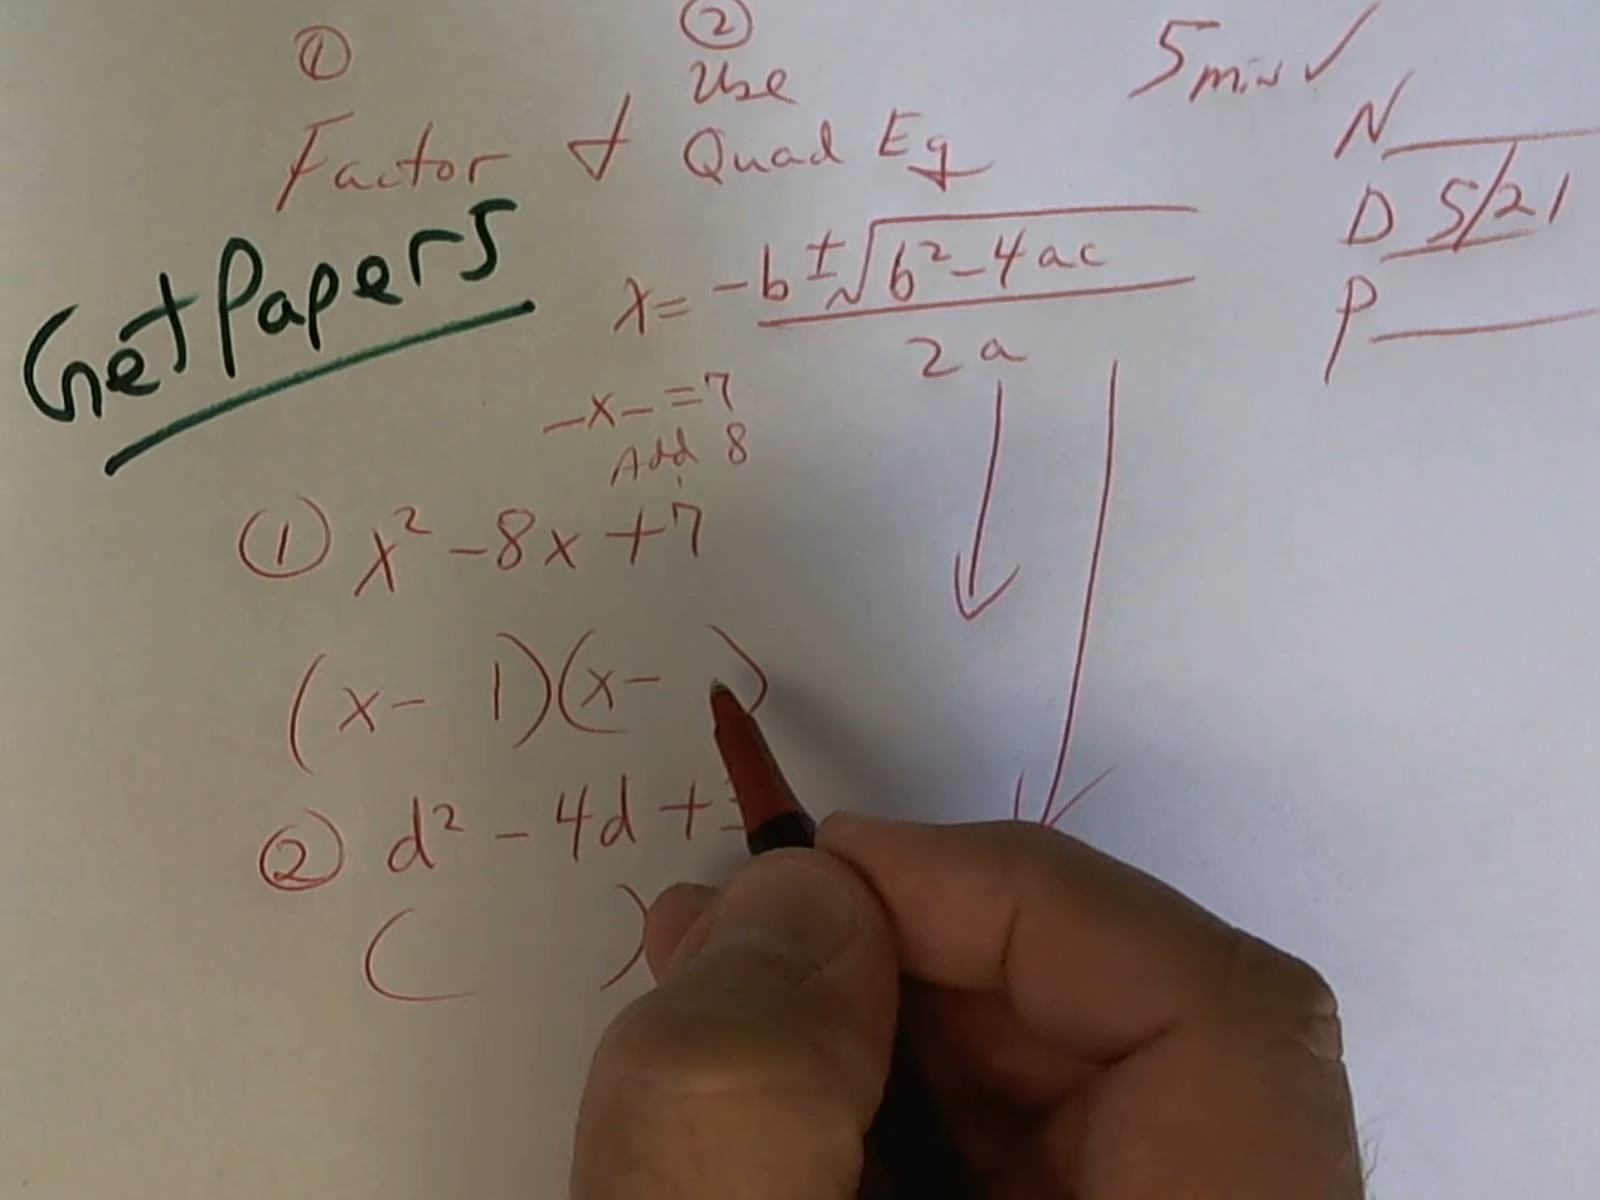 ① ②
Use
Factor & Quad Eq
5 min ✓
N
D 5/21
P
Get Papers
x = -b ± √b² - 4ac
2a
_ x _ = 7
Add 8
① x² - 8x + 7
(x - 1)(x - )
② d² - 4d +
( )